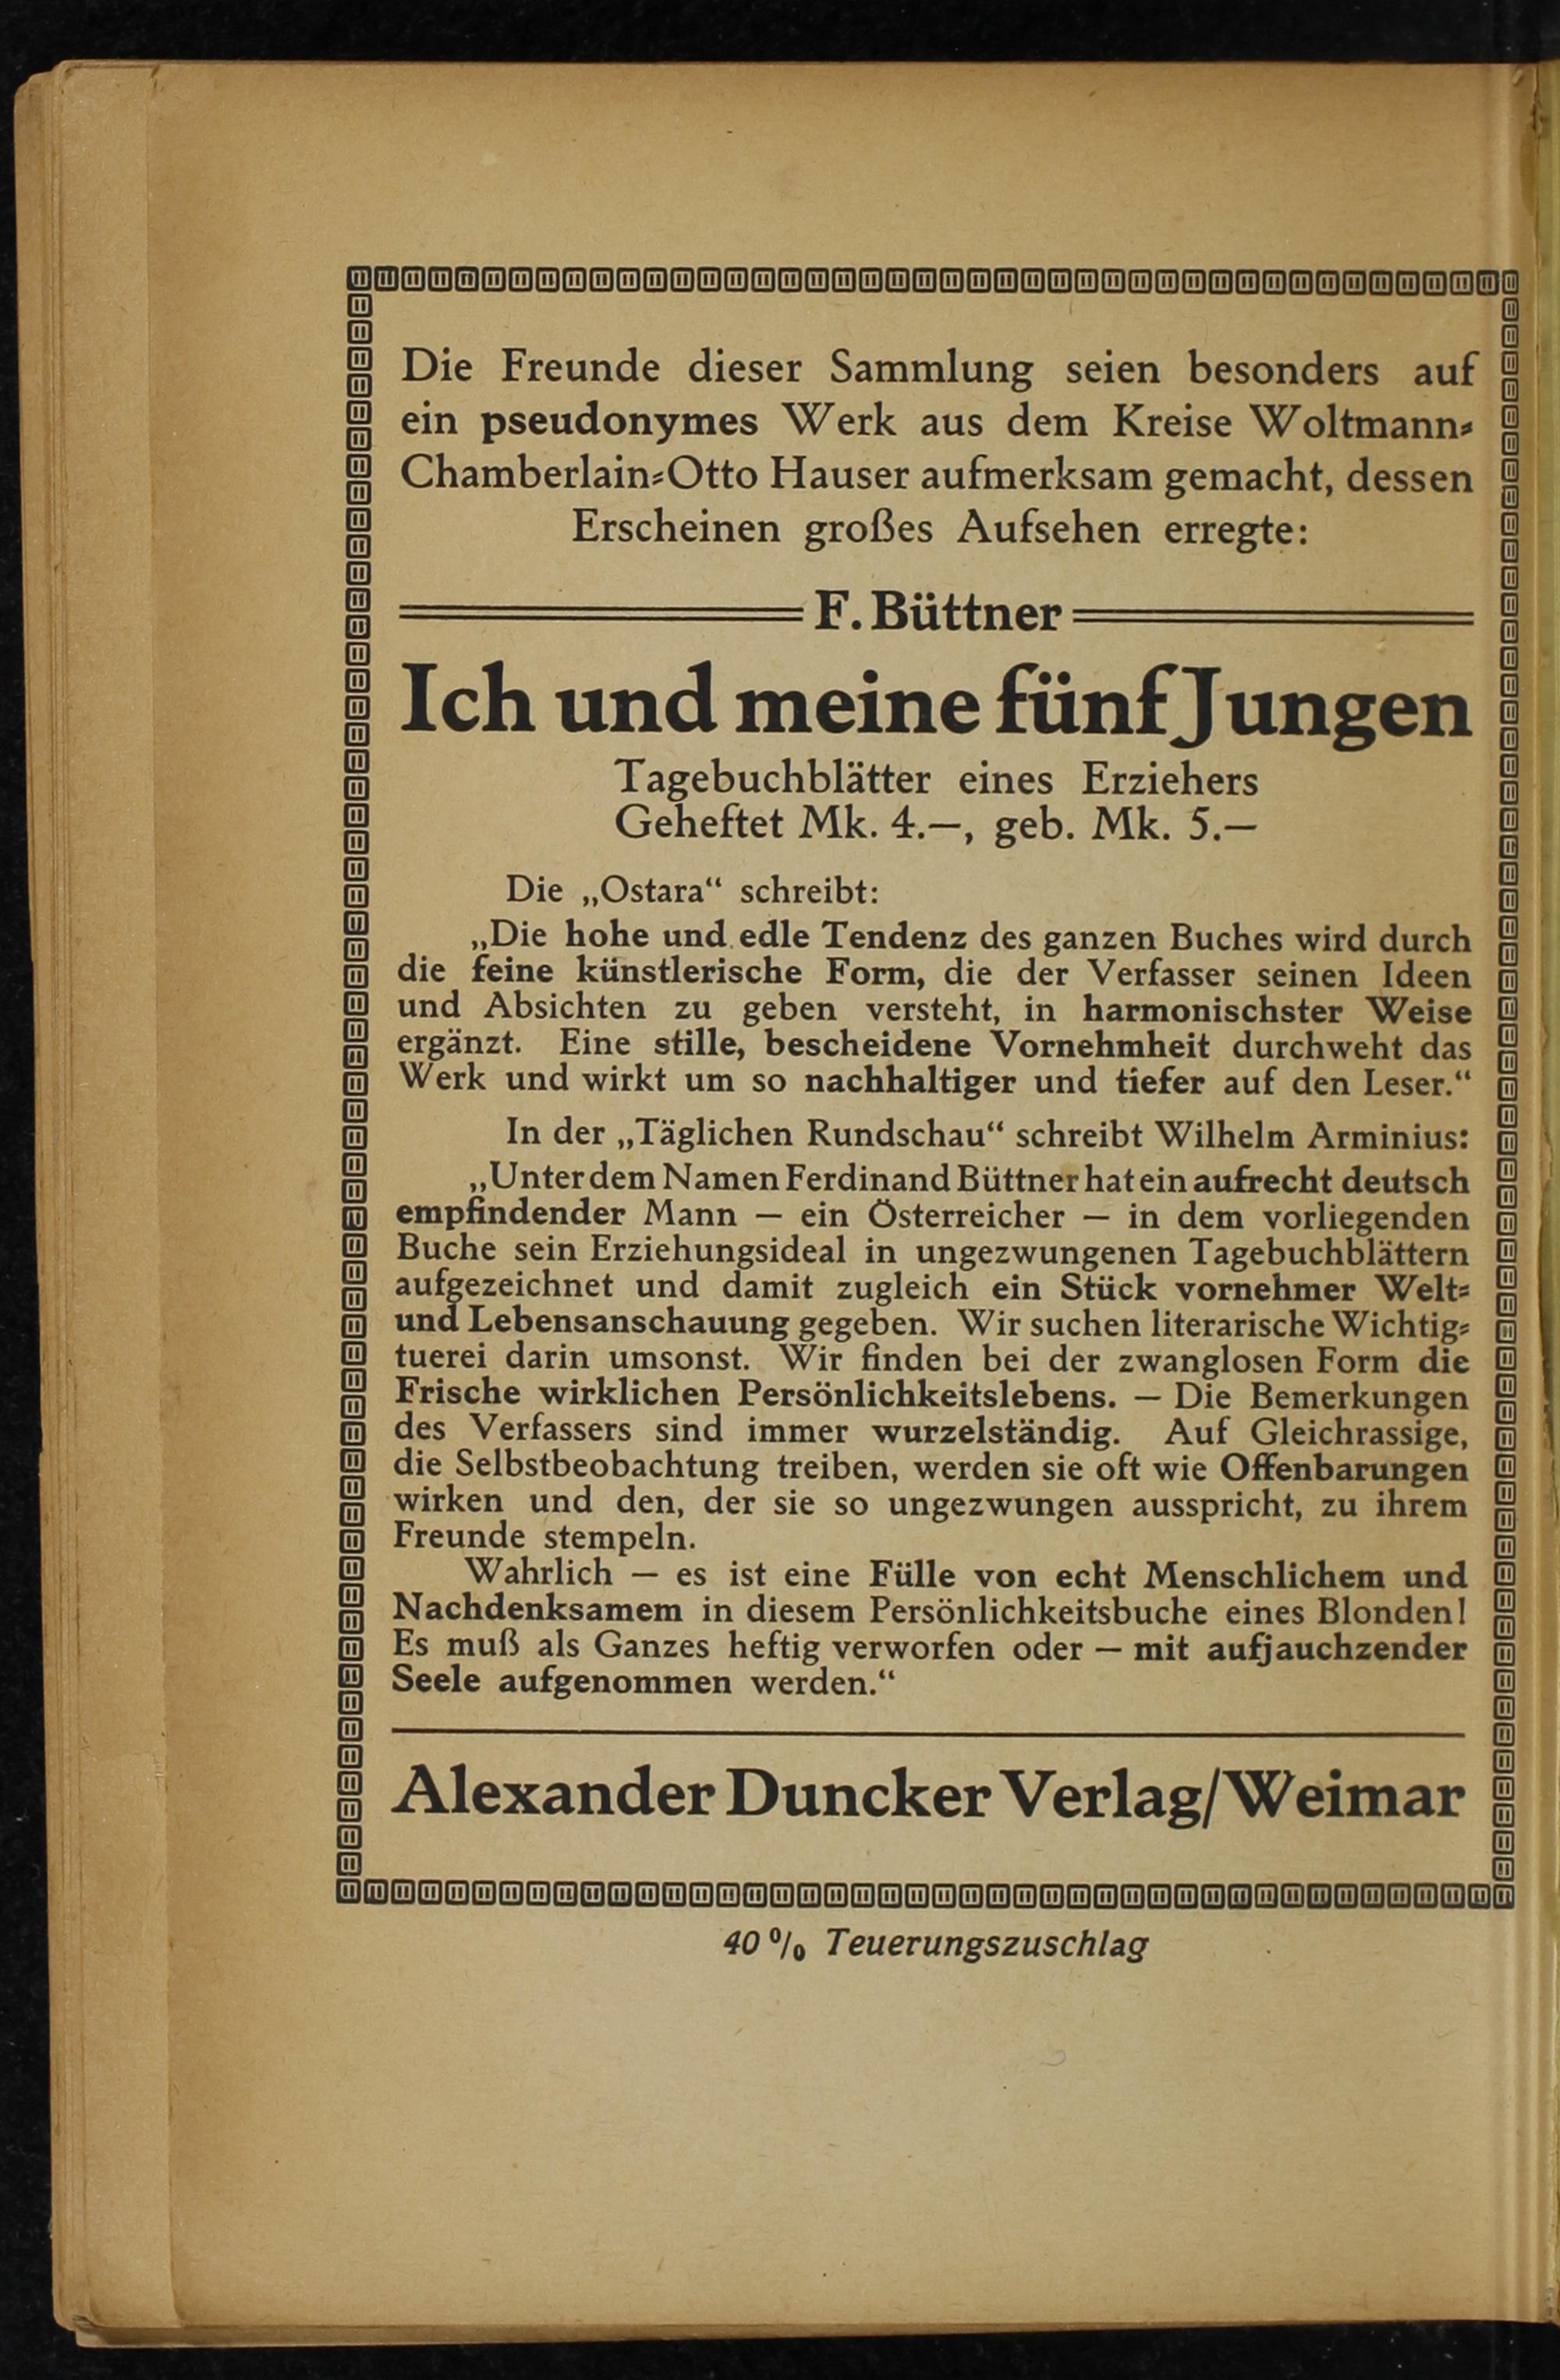 Die Freunde dieser Sammlung seien besonders auf
ein pseudonymes Werk aus dem Kreise Woltmann⸗
Chamberlain⸗Otto Hauser aufmerksam gemacht, dessen
Erscheinen großes Aufsehen erregte:
F. Büttner
Ich und meine fünf Jungen
Tagebuchblätter eines Erziehers
Geheftet Mk. 4.—, geb. Mk. 5.—
Die „Ostara“ schreibt:
„Die hohe und edle Tendenz des ganzen Buches wird durch
die feine künstlerische Form, die der Verfasser seinen Ideen
und Absichten zu geben versteht, in harmonischster Weise
ergänzt. Eine stille, bescheidene Vornehmheit durchweht das
Werk und wirkt um so nachhaltiger und tiefer auf den Leser.“
In der „Täglichen Rundschau“ schreibt Wilhelm Arminius:
„Unter dem Namen Ferdinand Büttner hat ein aufrecht deutsch
empfindender Mann — ein Österreicher — in dem vorliegenden
Buche sein Erziehungsideal in ungezwungenen Tagebuchblättern
aufgezeichnet und damit zugleich ein Stück vornehmer Welt⸗
und Lebensanschauung gegeben. Wir suchen literarische Wichtig⸗
tuerei darin umsonst. Wir finden bei der zwanglosen Form die
Frische wirklichen Persönlichkeitslebens. — Die Bemerkungen
des Verfassers sind immer wurzelständig. Auf Gleichrassige,
die Selbstbeobachtung treiben, werden sie oft wie Offenbarungen
wirken und den, der sie so ungezwungen ausspricht, zu ihrem
Freunde stempeln.
Wahrlich — es ist eine Fülle von echt Menschlichem und
Nachdenksamem in diesem Persönlichkeitsbuche eines Blonden!
Es muß als Ganzes heftig verworfen oder — mit aufjauchzender
Seele aufgenommen werden.“
Alexander Duncker Verlag/Weimar
40 % Teuerungszuschlag